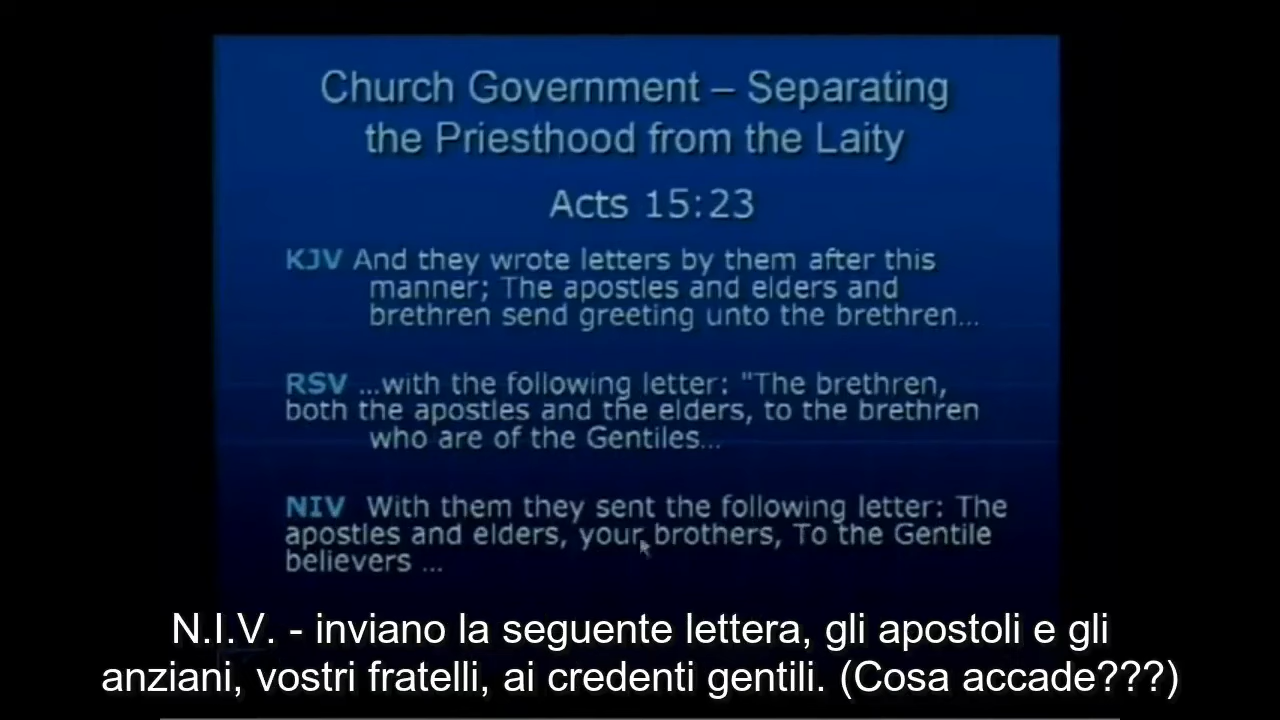 Church Government – Separating
the Priesthood from the Laity
Acts 15:23
KJV And they wrote letters by them after this
manner; The apostles and elders and
brethren send greeting unto the brethren...
RSV ...with the following letter: "The brethren,
both the apostles and the elders, to the brethren
who are of the Gentiles...
NIV With them they sent the following letter: The
apostles and elders, your brothers, To the Gentile
believers ...
N.I.V. - inviano la seguente lettera, gli apostoli e gli
anziani, vostri fratelli, ai credenti gentili. (Cosa accade???)